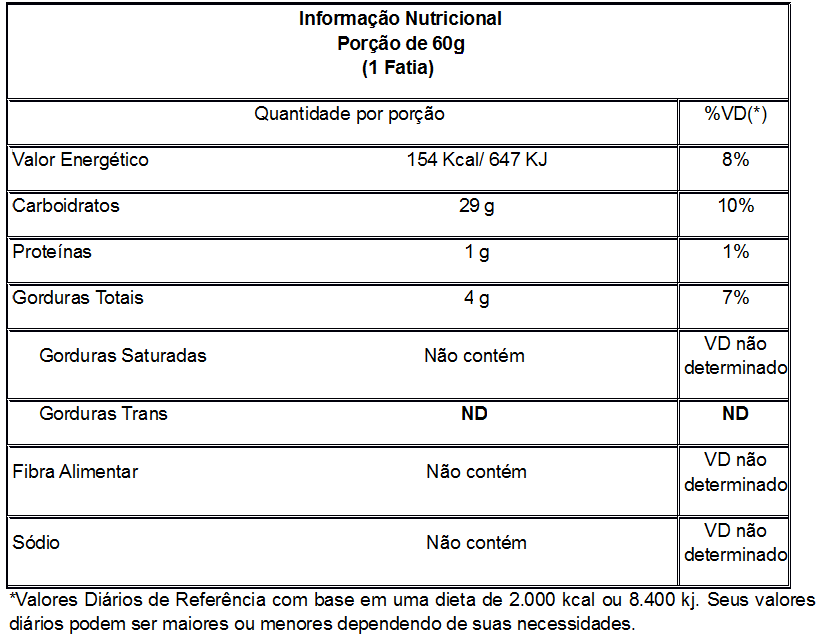 Informação Nutricional
Porção de 60g
(1 Fatia)
Quantidade por porção %VD(*)
Valor Energético 154 Kcal/ 647 KJ 8%
Carboidratos 29 g 10%
Proteínas 1 g 1%
Gorduras Totais 4 g 7%
Gorduras Saturadas Não contém VD não
determinado
Gorduras Trans ND ND
Fibra Alimentar Não contém VD não
determinado
Sódio Não contém VD não
determinado
*Valores Diários de Referência com base em uma dieta de 2.000 kcal ou 8.400 kj. Seus valores
diários podem ser maiores ou menores dependendo de suas necessidades.